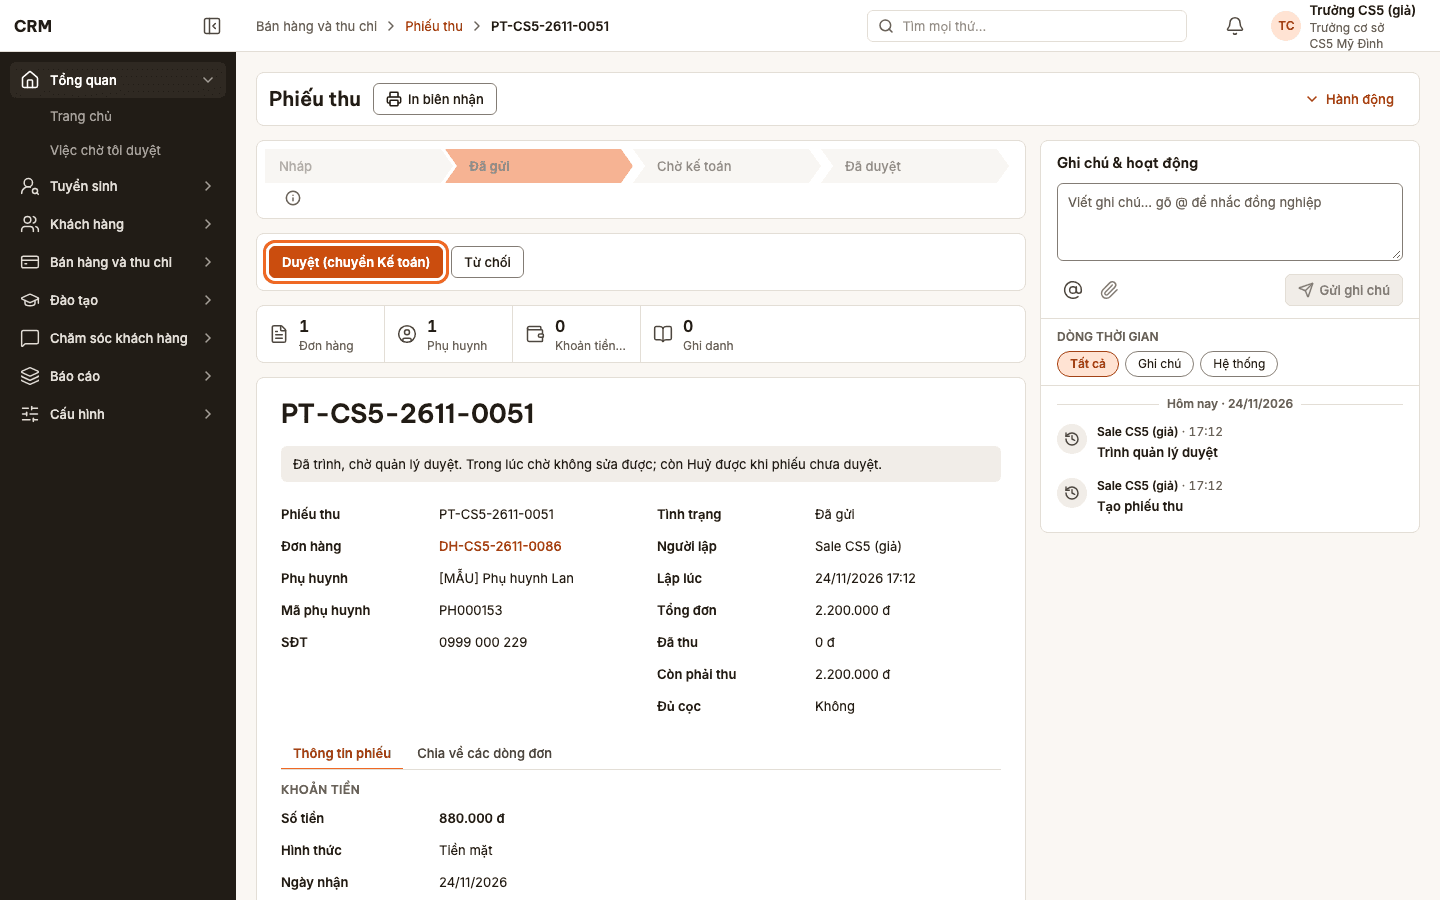 CRM
Bán hàng và thu chi > Phiếu thu > PT-CS5-2611-0051
Tìm mọi thứ...
TC
Trưởng CS5 (giả)
Trưởng cơ sở
CS5 Mỹ Đình
Tổng quan
Trang chủ
Việc chờ tôi duyệt
Tuyển sinh
Khách hàng
Bán hàng và thu chi
Đào tạo
Chăm sóc khách hàng
Báo cáo
Cấu hình
Phiếu thu
In biên nhận
Hành động
Nháp
Đã gửi
Chờ kế toán
Đã duyệt
Duyệt (chuyển Kế toán)
Từ chối
1
Đơn hàng
1
Phụ huynh
0
Khoản tiền...
0
Ghi danh
PT-CS5-2611-0051
Đã trình, chờ quản lý duyệt. Trong lúc chờ không sửa được; còn Huỷ được khi phiếu chưa duyệt.
Phiếu thu PT-CS5-2611-0051
Đơn hàng DH-CS5-2611-0086
Phụ huynh [MẪU] Phụ huynh Lan
Mã phụ huynh PH000153
SĐT 0999 000 229
Tình trạng Đã gửi
Người lập Sale CS5 (giả)
Lập lúc 24/11/2026 17:12
Tổng đơn 2.200.000 đ
Đã thu 0 đ
Còn phải thu 2.200.000 đ
Đủ cọc Không
Thông tin phiếu
Chia về các dòng đơn
KHOẢN TIỀN
Số tiền 880.000 đ
Hình thức Tiền mặt
Ngày nhận 24/11/2026
Ghi chú & hoạt động
Viết ghi chú... gõ @ để nhắc đồng nghiệp
Gửi ghi chú
DÒNG THỜI GIAN
Tất cả
Ghi chú
Hệ thống
Hôm nay · 24/11/2026
Sale CS5 (giả) · 17:12
Trình quản lý duyệt
Sale CS5 (giả) · 17:12
Tạo phiếu thu